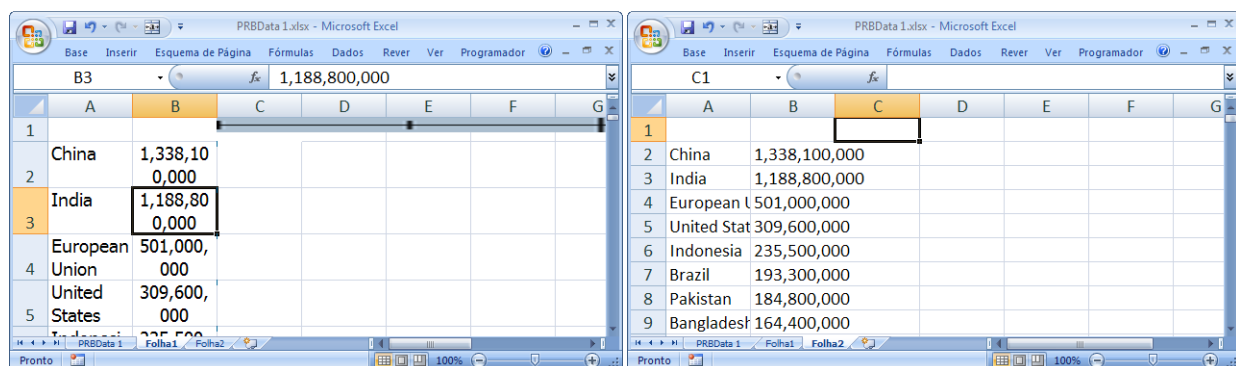 PRBData 1.xlsx - Microsoft Excel
Base Inserir Esquema de Página Fórmulas Dados Rever Ver Programador
B3 fx 1,188,800,000
A B C D E F G
1
China 1,338,10
2 0,000
India 1,188,80
3 0,000
European 501,000,
4 Union 000
United 309,600,
5 States 000
PRBData 1 Folha1 Folha2
Pronto 100%
PRBData 1.xlsx - Microsoft Excel
Base Inserir Esquema de Página Fórmulas Dados Rever Ver Programador
C1 fx
A B C D E F G
1
2 China 1,338,100,000
3 India 1,188,800,000
4 European U 501,000,000
5 United Stat 309,600,000
6 Indonesia 235,500,000
7 Brazil 193,300,000
8 Pakistan 184,800,000
9 Bangladesh 164,400,000
PRBData 1 Folha1 Folha2
Pronto 100%